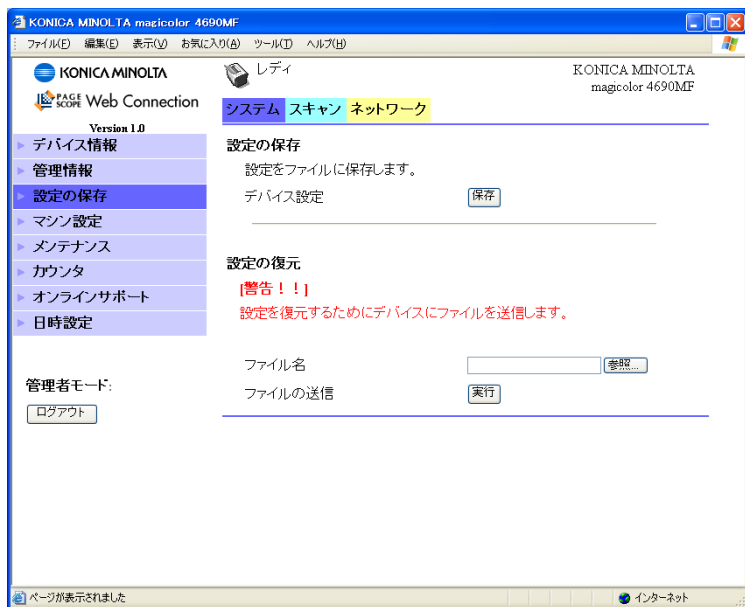 KONICA MINOLTA magicolor 4690MF
ファイル(F) 編集(E) 表示(V) お気に入り(A) ツール(T) ヘルプ(H)
KONICA MINOLTA
レディ
KONICA MINOLTA
magicolor 4690MF
PAGE SCOPE Web Connection
Version 1.0
システム スキャン ネットワーク
デバイス情報
管理情報
設定の保存
マシン設定
メンテナンス
カウンタ
オンラインサポート
日時設定
管理者モード:
ログアウト
設定の保存
設定をファイルに保存します。
デバイス設定 保存
設定の復元
[警告！！]
設定を復元するためにデバイスにファイルを送信します。
ファイル名 参照...
ファイルの送信 実行
ページが表示されました インターネット